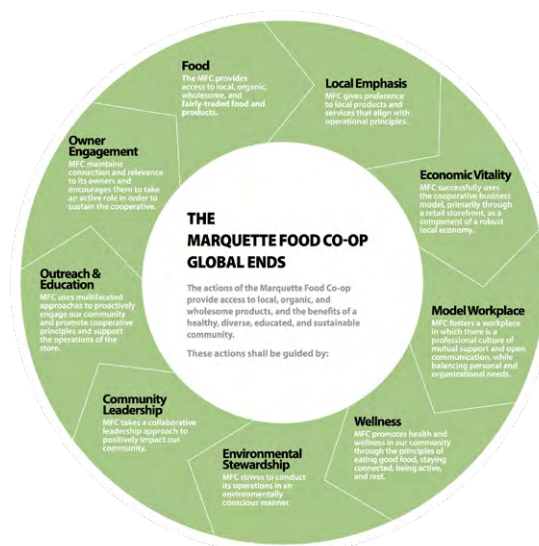 THE
MARQUETTE FOOD CO-OP
GLOBAL ENDS
The actions of the Marquette Food Co-op
provide access to local, organic, and
wholesome products, and the benefits of a
healthy, diverse, educated, and sustainable
community.
These actions shall be guided by:
Food
The MFC provides
access to local, organic,
wholesome, and
fairly-traded food and
products.
Local Emphasis
MFC gives preference
to local products and
services that align with
operational principles.
Economic Vitality
MFC successfully uses
the cooperative business
model, primarily through
a retail storefront, as a
component of a robust
local economy.
Model Workplace
MFC fosters a workplace
in which there is a
professional culture of
mutual support and open
communication, while
balancing personal and
organizational needs.
Wellness
MFC promotes health and
wellness in our community
through the principles of
eating good food, staying
connected, being active,
and rest.
Environmental
Stewardship
MFC strives to conduct
its operations in an
environmentally
conscious manner.
Community
Leadership
MFC takes a collaborative
leadership approach to
positively impact our
community.
Outreach &
Education
MFC uses multifaceted
approaches to proactively
engage our community
and promote cooperative
principles and support
the operations of the
store.
Owner
Engagement
MFC maintains
connection and relevance
to its owners and
encourages them to take
an active role in order to
sustain the cooperative.